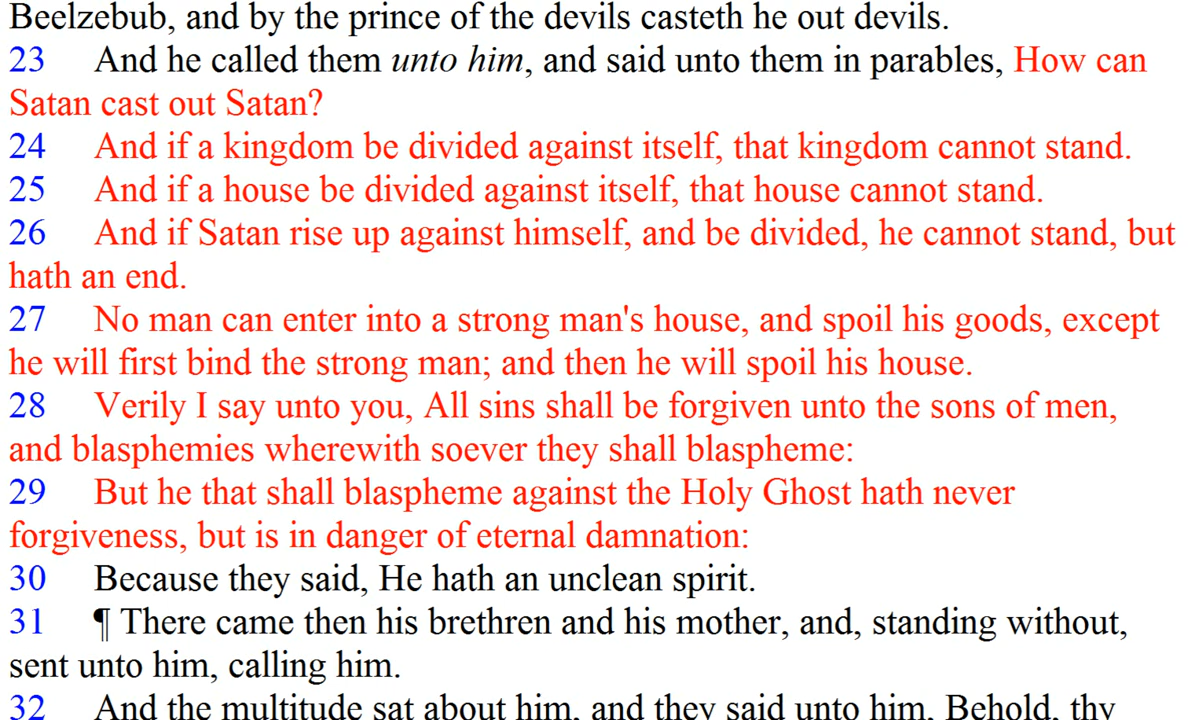 Beelzebub, and by the prince of the devils casteth he out devils.
23 And he called them unto him, and said unto them in parables, How can
Satan cast out Satan?
24 And if a kingdom be divided against itself, that kingdom cannot stand.
25 And if a house be divided against itself, that house cannot stand.
26 And if Satan rise up against himself, and be divided, he cannot stand, but
hath an end.
27 No man can enter into a strong man's house, and spoil his goods, except
he will first bind the strong man; and then he will spoil his house.
28 Verily I say unto you, All sins shall be forgiven unto the sons of men,
and blasphemies wherewith soever they shall blaspheme:
29 But he that shall blaspheme against the Holy Ghost hath never
forgiveness, but is in danger of eternal damnation:
30 Because they said, He hath an unclean spirit.
31 ¶ There came then his brethren and his mother, and, standing without,
sent unto him, calling him.
32 And the multitude sat about him, and they said unto him, Behold, thy